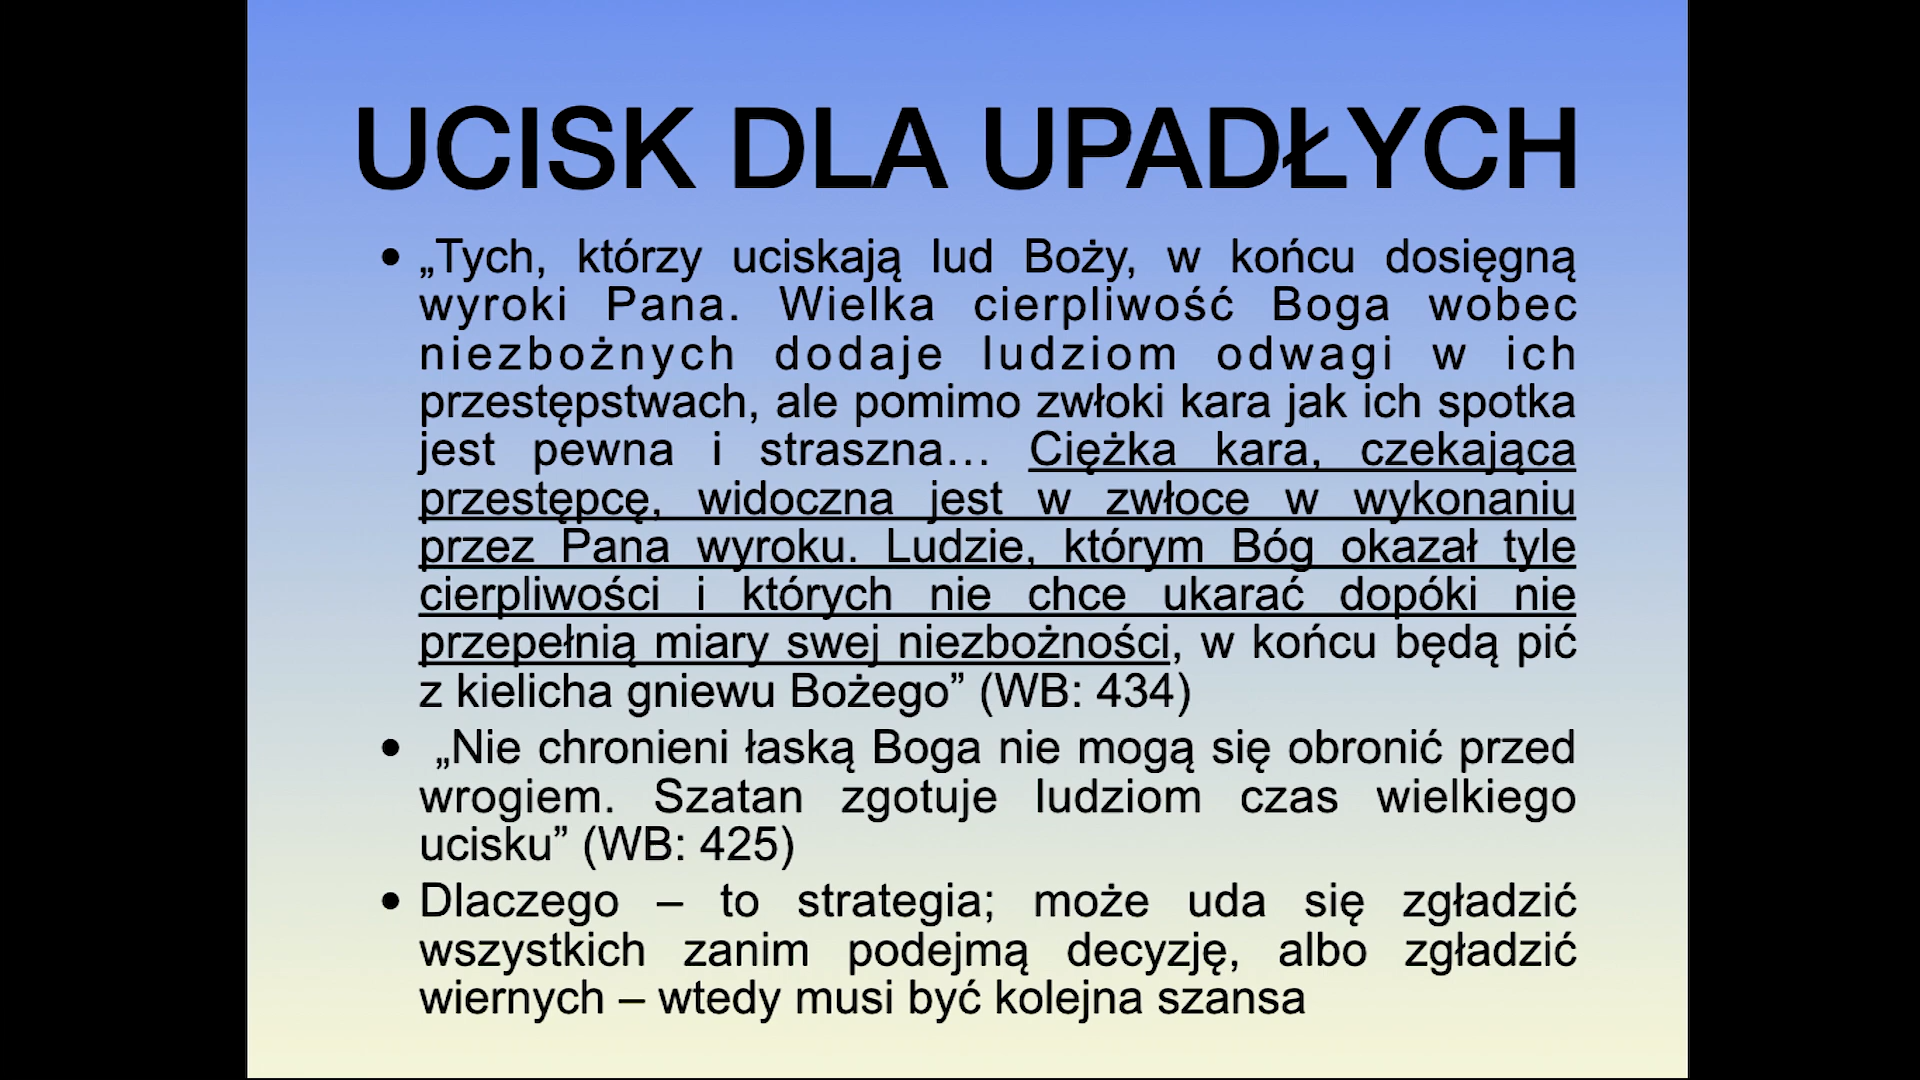 UCISK DLA UPADŁYCH
• „Tych, którzy uciskają lud Boży, w końcu dosięgną
wyroki Pana. Wielka cierpliwość Boga wobec
niezbożnych dodaje ludziom odwagi w ich
przestępstwach, ale pomimo zwłoki kara jak ich spotka
jest pewna i straszna… Ciężka kara, czekająca
przestępcę, widoczna jest w zwłoce w wykonaniu
przez Pana wyroku. Ludzie, którym Bóg okazał tyle
cierpliwości i których nie chce ukarać dopóki nie
przepełnią miary swej niezbożności, w końcu będą pić
z kielicha gniewu Bożego” (WB: 434)
• „Nie chronieni łaską Boga nie mogą się obronić przed
wrogiem. Szatan zgotuje ludziom czas wielkiego
ucisku” (WB: 425)
• Dlaczego – to strategia; może uda się zgładzić
wszystkich zanim podejmą decyzję, albo zgładzić
wiernych – wtedy musi być kolejna szansa